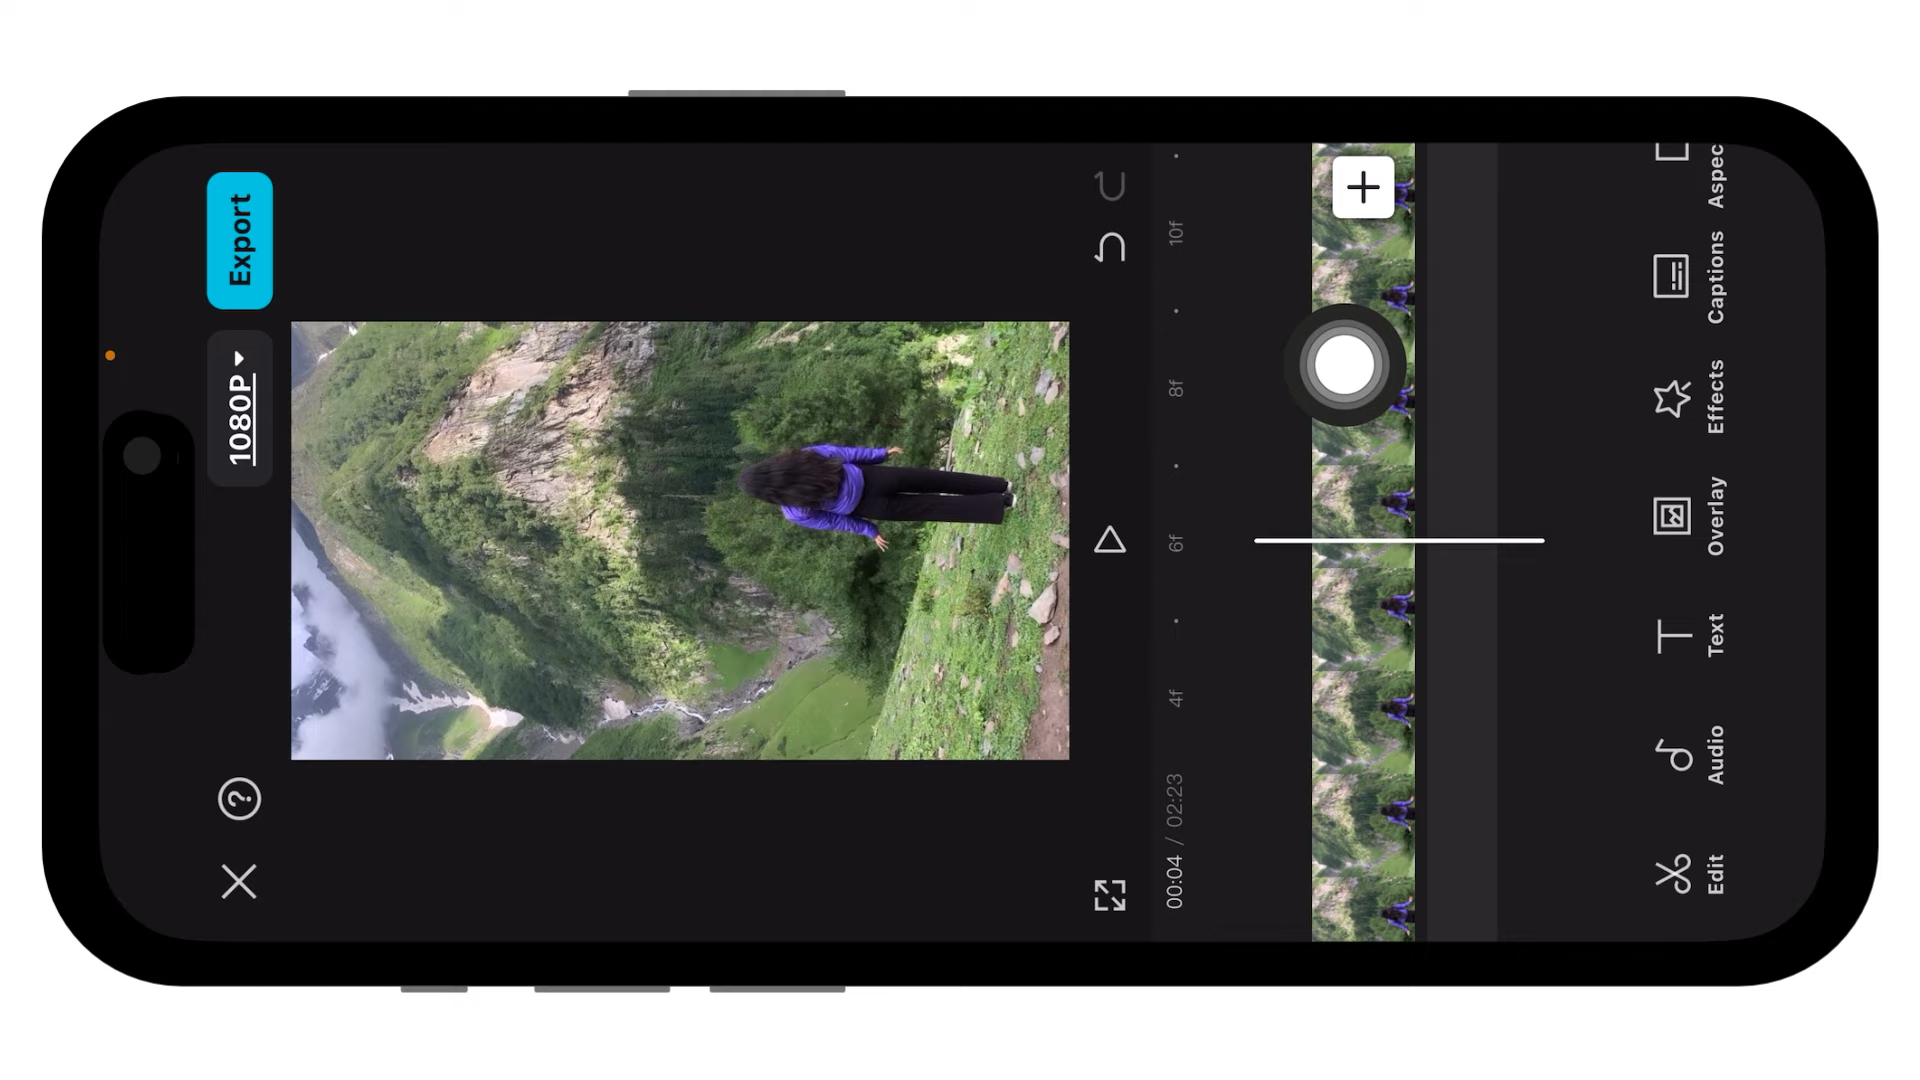 1080P
Export
00:04 / 02:23
4f
6f
8f
10f
Edit
Audio
Text
Overlay
Effects
Captions
Aspec